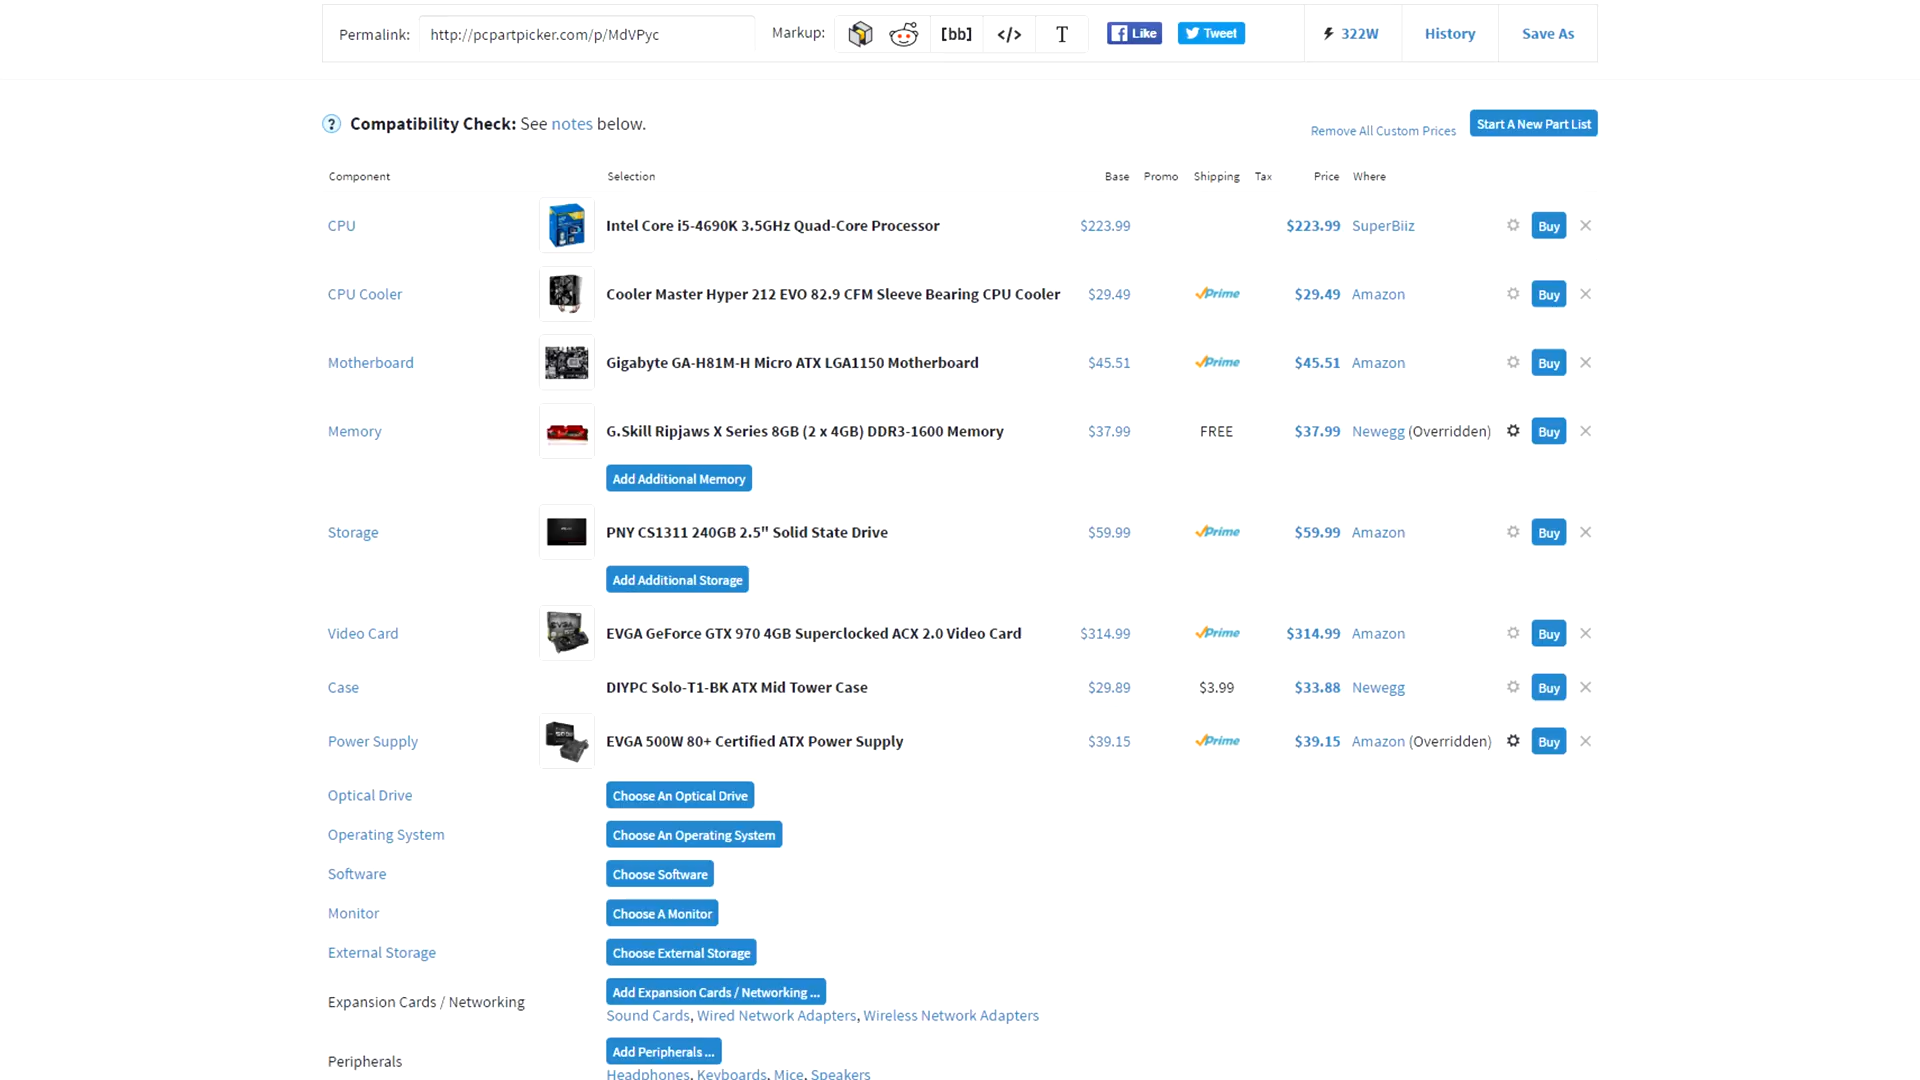 Permalink: http://pcpartpicker.com/p/MdVPyc Markup: [bb] </> T Like Tweet 322W History Save As
? Compatibility Check: See notes below. Remove All Custom Prices Start A New Part List
Component Selection Base Promo Shipping Tax Price Where
CPU Intel Core i5-4690K 3.5GHz Quad-Core Processor $223.99 $223.99 SuperBiiz Buy
CPU Cooler Cooler Master Hyper 212 EVO 82.9 CFM Sleeve Bearing CPU Cooler $29.49 Prime $29.49 Amazon Buy
Motherboard Gigabyte GA-H81M-H Micro ATX LGA1150 Motherboard $45.51 Prime $45.51 Amazon Buy
Memory G.Skill Ripjaws X Series 8GB (2 x 4GB) DDR3-1600 Memory $37.99 FREE $37.99 Newegg (Overridden) Buy
Add Additional Memory
Storage PNY CS1311 240GB 2.5" Solid State Drive $59.99 Prime $59.99 Amazon Buy
Add Additional Storage
Video Card EVGA GeForce GTX 970 4GB Superclocked ACX 2.0 Video Card $314.99 Prime $314.99 Amazon Buy
Case DIYPC Solo-T1-BK ATX Mid Tower Case $29.89 $3.99 $33.88 Newegg Buy
Power Supply EVGA 500W 80+ Certified ATX Power Supply $39.15 Prime $39.15 Amazon (Overridden) Buy
Optical Drive Choose An Optical Drive
Operating System Choose An Operating System
Software Choose Software
Monitor Choose A Monitor
External Storage Choose External Storage
Expansion Cards / Networking Add Expansion Cards / Networking ...
Sound Cards, Wired Network Adapters, Wireless Network Adapters
Peripherals Add Peripherals ...
Headphones, Keyboards, Mice, Speakers